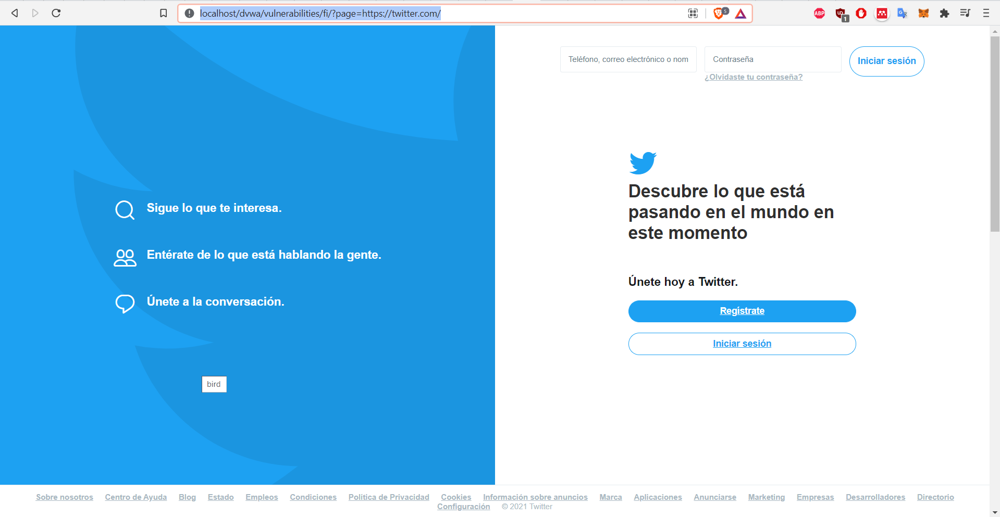 localhost/dvwa/vulnerabilities/fi/?page=https://twitter.com/
5
ABP
1
Teléfono, correo electrónico o nom
Contraseña
Iniciar sesión
¿Olvidaste tu contraseña?
Descubre lo que está
pasando en el mundo en
este momento
Sigue lo que te interesa.
Entérate de lo que está hablando la gente.
Únete a la conversación.
Únete hoy a Twitter.
Regístrate
Iniciar sesión
bird
Sobre nosotros Centro de Ayuda Blog Estado Empleos Condiciones Política de Privacidad Cookies Información sobre anuncios Marca Aplicaciones Anunciarse Marketing Empresas Desarrolladores Directorio
Configuración © 2021 Twitter